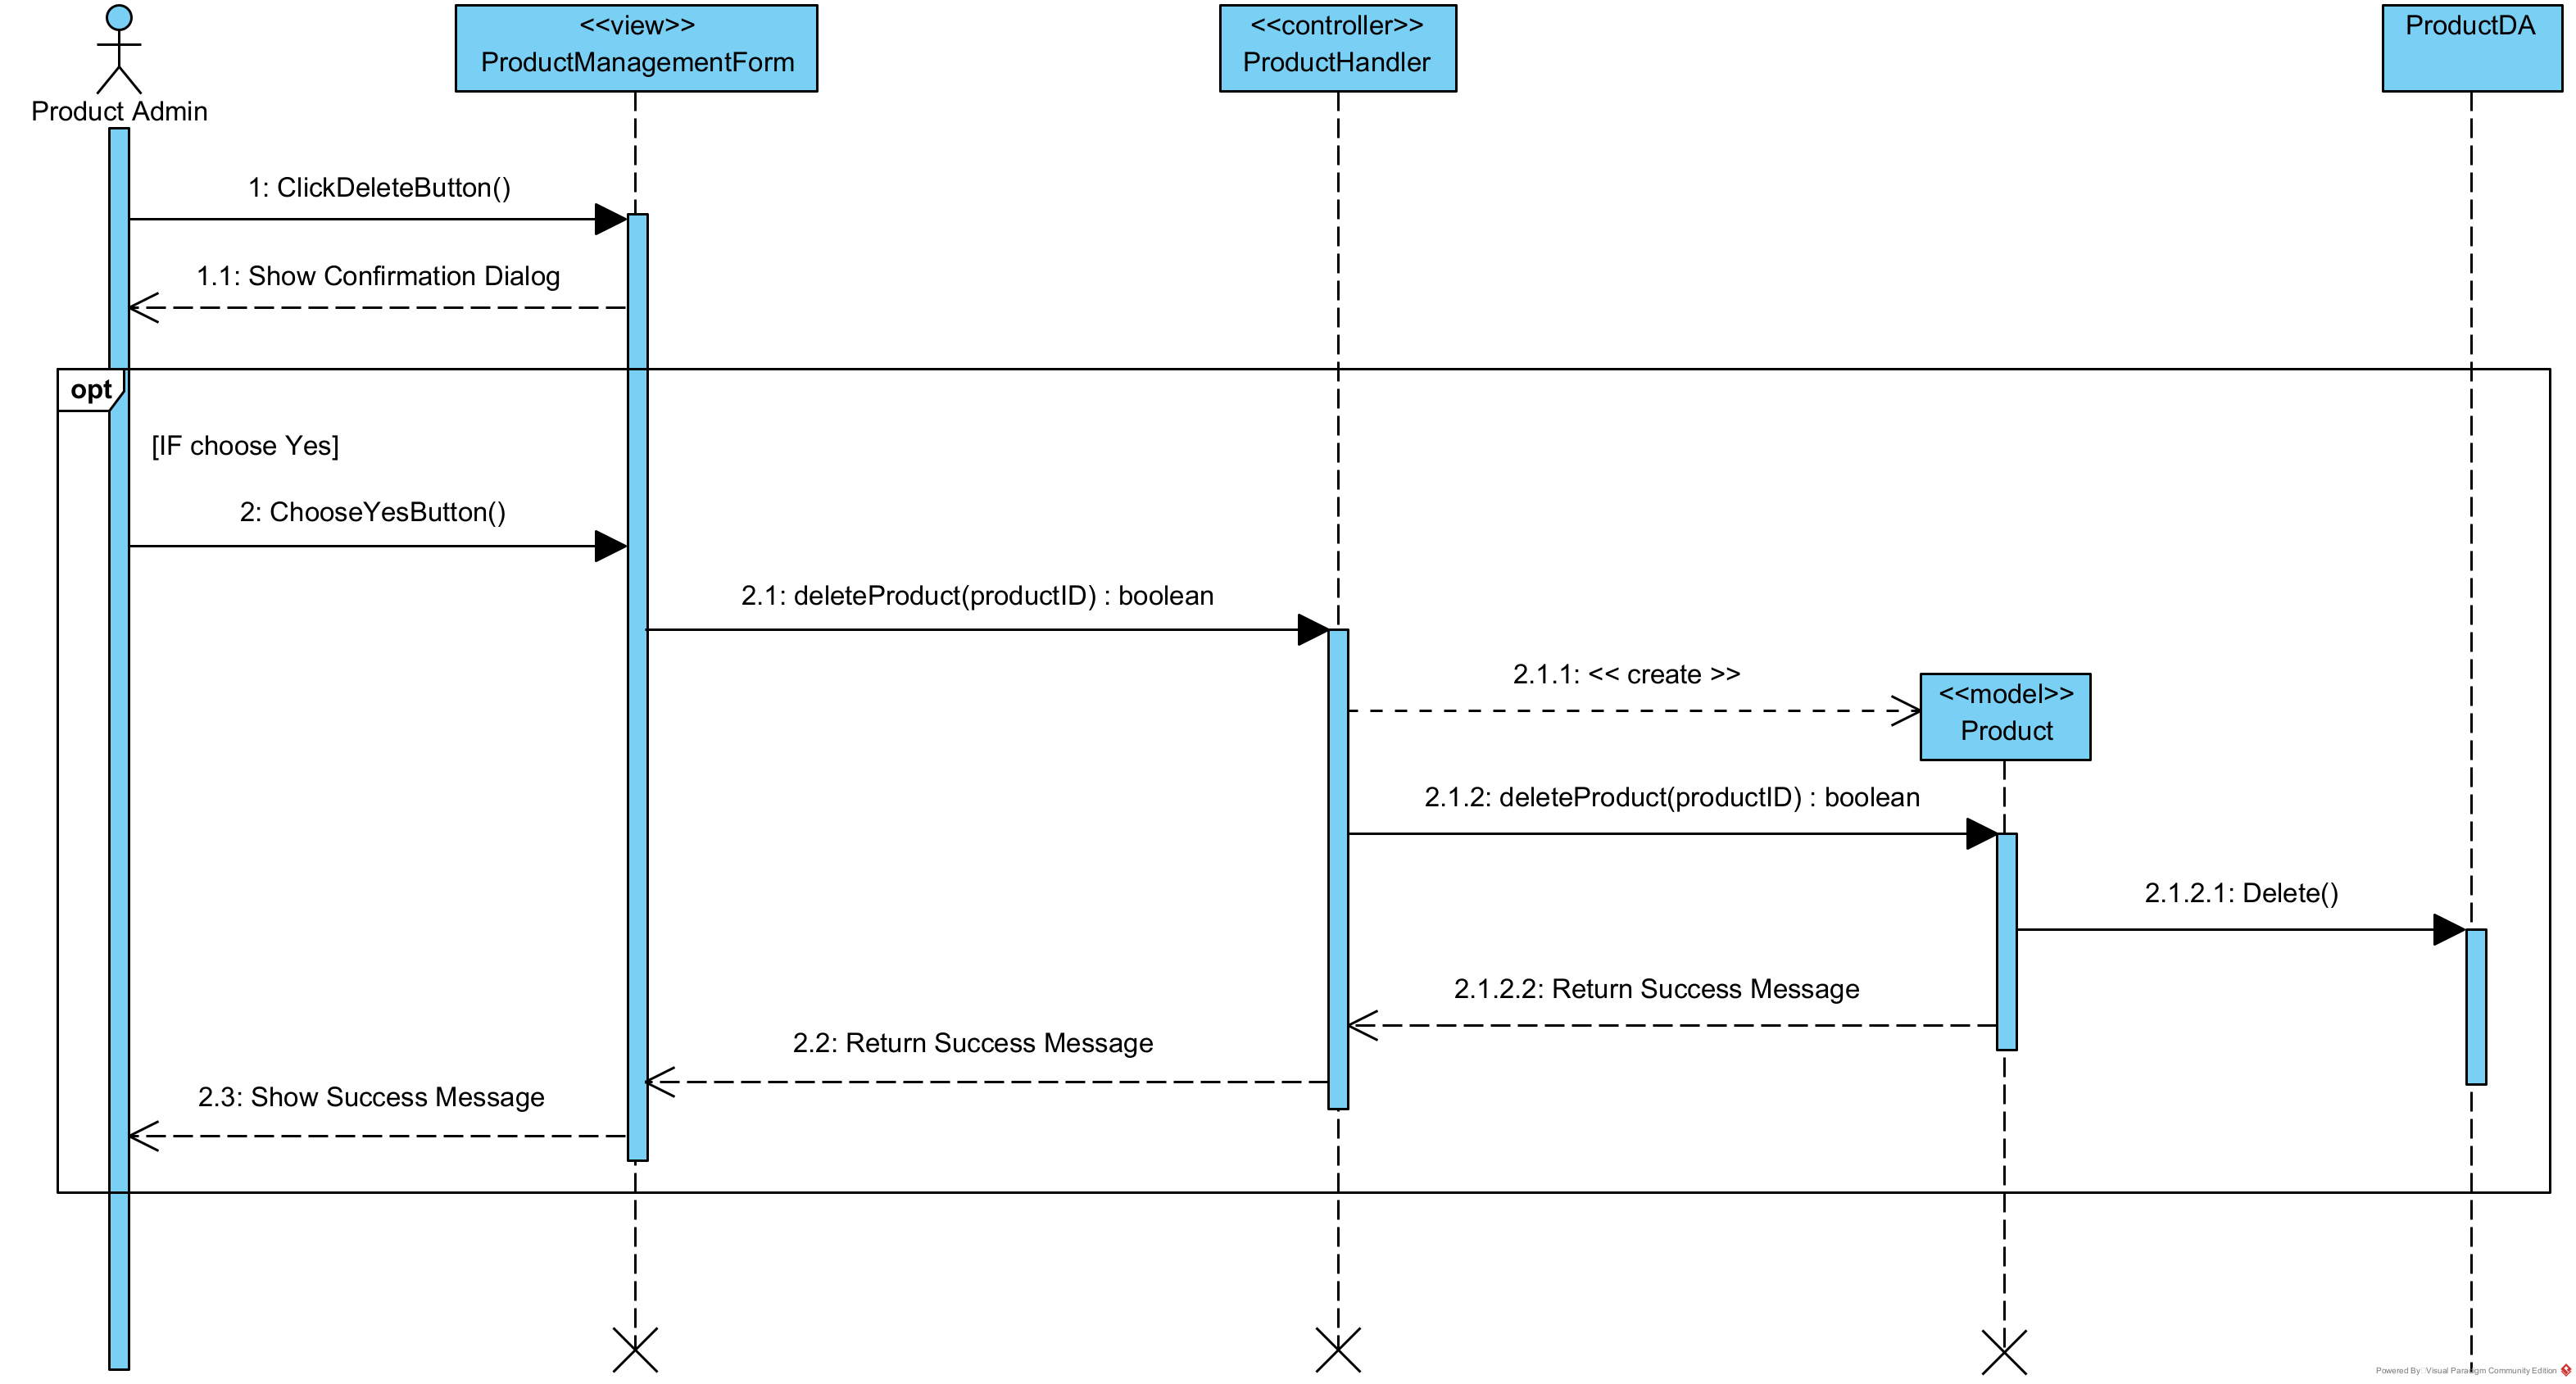 <<view>>
ProductManagementForm
<<controller>>
ProductHandler
ProductDA
Product Admin
1: ClickDeleteButton()
1.1: Show Confirmation Dialog
opt
[IF choose Yes]
2: ChooseYesButton()
2.1: deleteProduct(productID) : boolean
2.1.1: << create >>
<<model>>
Product
2.1.2: deleteProduct(productID) : boolean
2.1.2.1: Delete()
2.1.2.2: Return Success Message
2.2: Return Success Message
2.3: Show Success Message
Powered By Visual Paradigm Community Edition